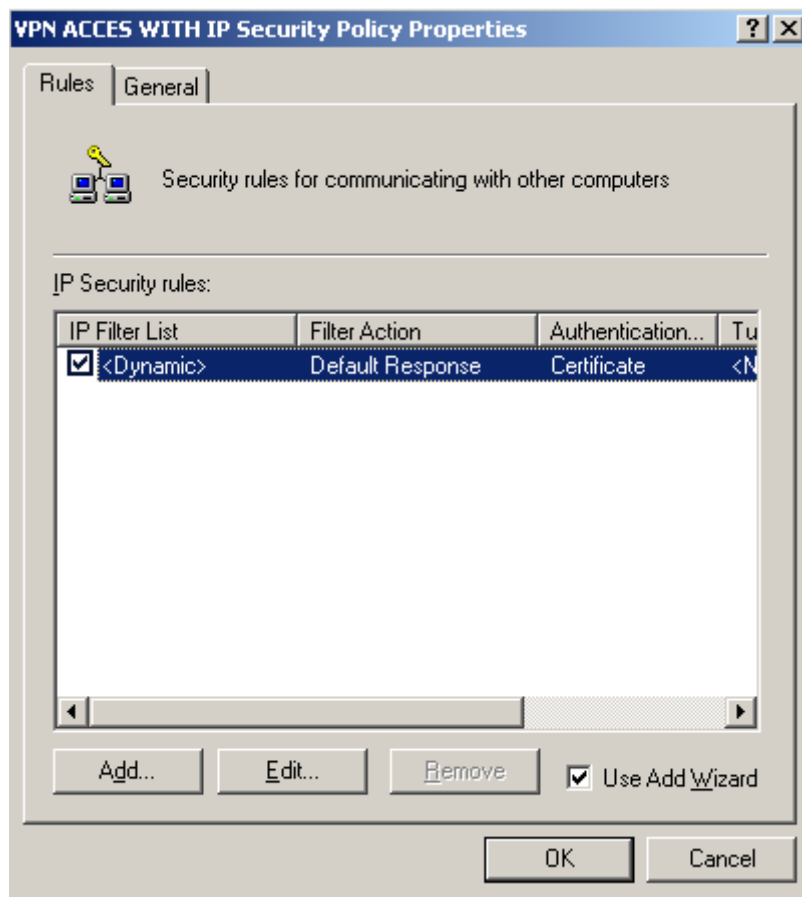 VPN ACCES WITH IP Security Policy Properties
Rules General
Security rules for communicating with other computers
IP Security rules:
IP Filter List Filter Action Authentication... Tu
<Dynamic> Default Response Certificate <N
Add... Edit... Remove Use Add Wizard
OK Cancel